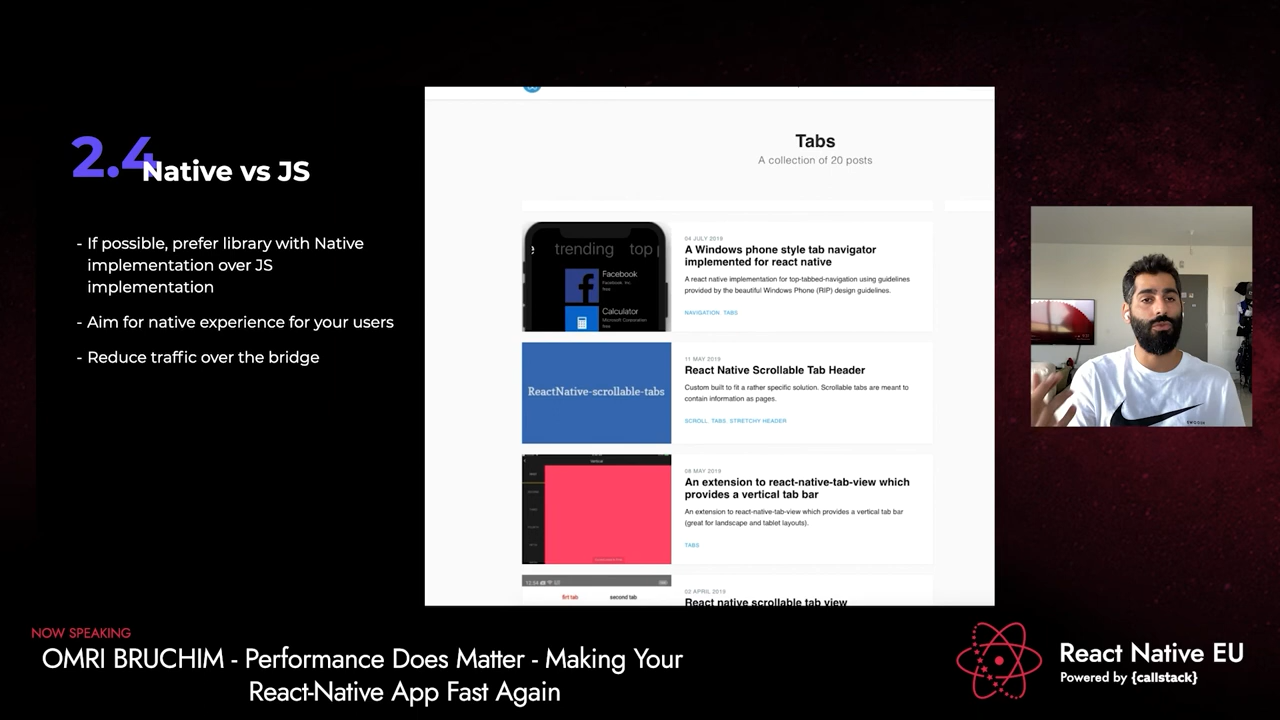 2.4
Native vs JS
- If possible, prefer library with Native
implementation over JS
implementation
- Aim for native experience for your users
- Reduce traffic over the bridge
Tabs
A collection of 20 posts
trending top
Facebook
Facebook, Inc.
Calculator
Microsoft Corporation
04 JULY 2019
A Windows phone style tab navigator
implemented for react native
A react native implementation for top-tabbed-navigation using guidelines
provided by the beautiful Windows Phone (RIP) design guidelines.
NAVIGATION TABS
ReactNative-scrollable-tabs
11 MAY 2019
React Native Scrollable Tab Header
Custom built to fit a rather specific solution. Scrollable tabs are meant to
contain information as pages.
SCROLL TABS STRETCHY HEADER
08 MAY 2019
An extension to react-native-tab-view which
provides a vertical tab bar
An extension to react-native-tab-view which provides a vertical tab bar
(great for landscape and tablet layouts).
TABS
firt tab second tab
02 APRIL 2019
React native scrollable tab view
NOW SPEAKING
OMRI BRUCHIM - Performance Does Matter - Making Your
React-Native App Fast Again
React Native EU
Powered by {callstack}